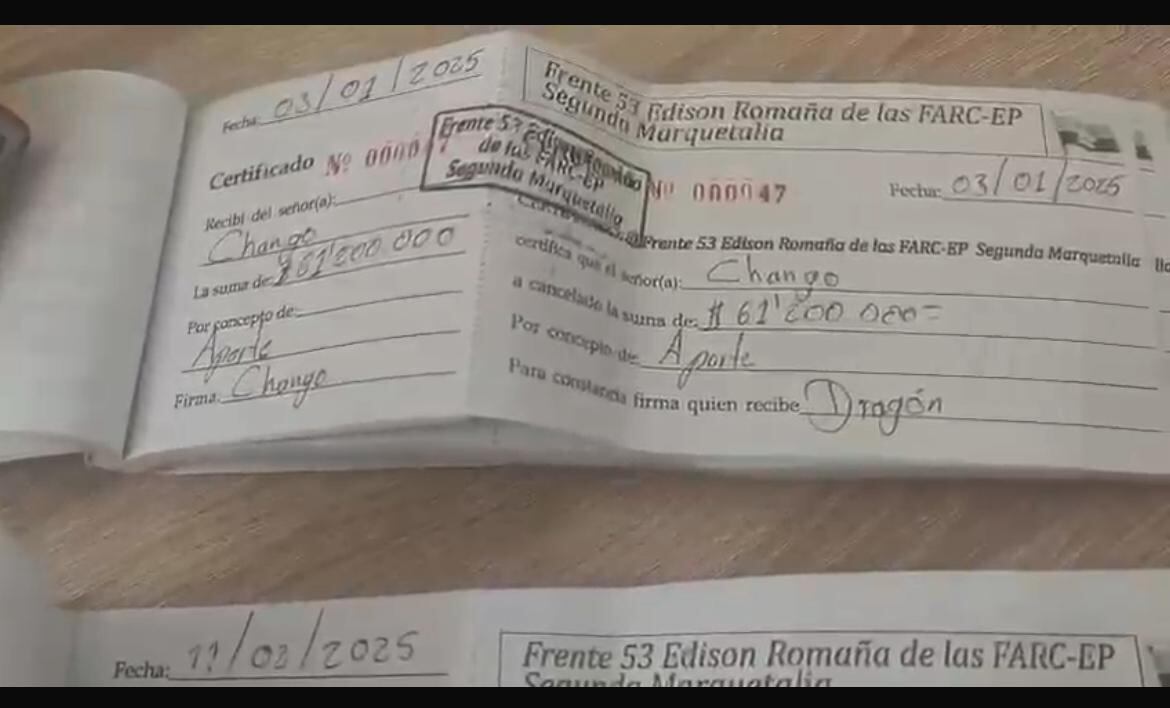 Fecha: 03/01/2025
Certificado Nº 000047
Recibí del señor(a):
Chango
La suma de: $ 61'200.000
Por concepto de:
Aporte
Firma: Chango
Frente 53 Edison Romaña de las FARC-EP
Segunda Marquetalia
Frente 53 Edison Romaña
de las FARC-EP
Segunda Marquetalia
Nº 000047
Fecha: 03/01/2025
Frente 53 Edison Romaña de las FARC-EP Segunda Marquetalia
certifica que el señor(a): Chango
a cancelado la suma de: $ 61'200 000=
Por concepto de: Aporte
Para constancia firma quien recibe Dragón
Fecha: 11/02/2025
Frente 53 Edison Romaña de las FARC-EP
Segunda Marquetalia